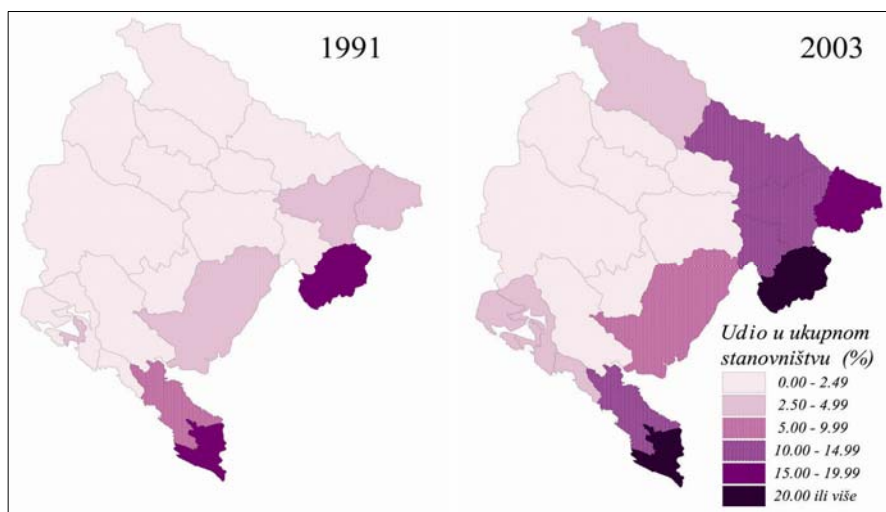 1991
2003
Udio u ukupnom
stanovništvu (%)
0.00 - 2.49
2.50 - 4.99
5.00 - 9.99
10.00 - 14.99
15.00 - 19.99
20.00 ili više